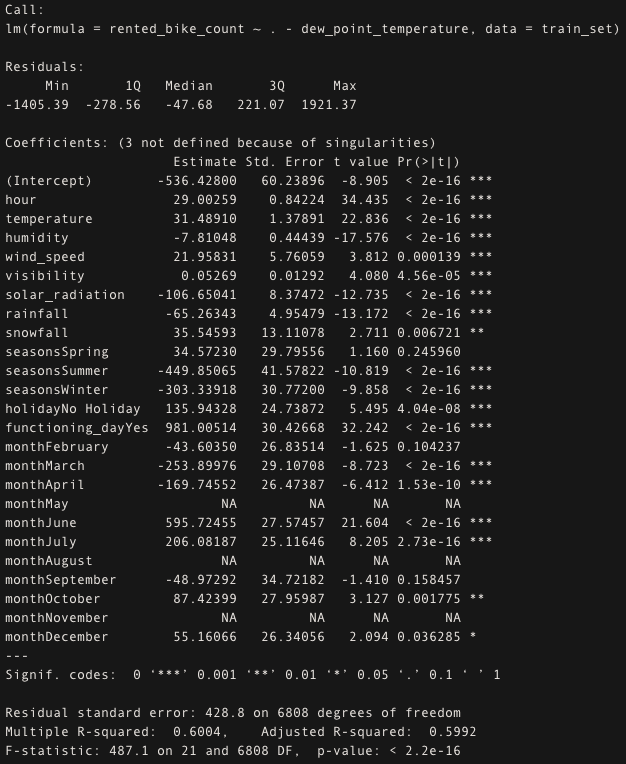 Call:
lm(formula = rented_bike_count ~ . - dew_point_temperature, data = train_set)

Residuals:
     Min       1Q   Median       3Q      Max
-1405.39  -278.56   -47.68   221.07  1921.37

Coefficients: (3 not defined because of singularities)
                     Estimate Std. Error t value Pr(>|t|)
(Intercept)        -536.42800   60.23896  -8.905  < 2e-16 ***
hour                 29.00259    0.84224  34.435  < 2e-16 ***
temperature          31.48910    1.37891  22.836  < 2e-16 ***
humidity             -7.81048    0.44439 -17.576  < 2e-16 ***
wind_speed           21.95831    5.76059   3.812 0.000139 ***
visibility            0.05269    0.01292   4.080 4.56e-05 ***
solar_radiation    -106.65041    8.37472 -12.735  < 2e-16 ***
rainfall            -65.26343    4.95479 -13.172  < 2e-16 ***
snowfall             35.54593   13.11078   2.711 0.006721 **
seasonsSpring        34.57230   29.79556   1.160 0.245960
seasonsSummer      -449.85065   41.57822 -10.819  < 2e-16 ***
seasonsWinter      -303.33918   30.77200  -9.858  < 2e-16 ***
holidayNo Holiday   135.94328   24.73872   5.495 4.04e-08 ***
functioning_dayYes  981.00514   30.42668  32.242  < 2e-16 ***
monthFebruary       -43.60350   26.83514  -1.625 0.104237
monthMarch         -253.89976   29.10708  -8.723  < 2e-16 ***
monthApril         -169.74552   26.47387  -6.412 1.53e-10 ***
monthMay                   NA         NA      NA       NA
monthJune           595.72455   27.57457  21.604  < 2e-16 ***
monthJuly           206.08187   25.11646   8.205 2.73e-16 ***
monthAugust                NA         NA      NA       NA
monthSeptember      -48.97292   34.72182  -1.410 0.158457
monthOctober         87.42399   27.95987   3.127 0.001775 **
monthNovember              NA         NA      NA       NA
monthDecember        55.16066   26.34056   2.094 0.036285 *
---
Signif. codes:  0 ‘***’ 0.001 ‘**’ 0.01 ‘*’ 0.05 ‘.’ 0.1 ‘ ’ 1

Residual standard error: 428.8 on 6808 degrees of freedom
Multiple R-squared:  0.6004,	Adjusted R-squared:  0.5992
F-statistic: 487.1 on 21 and 6808 DF,  p-value: < 2.2e-16